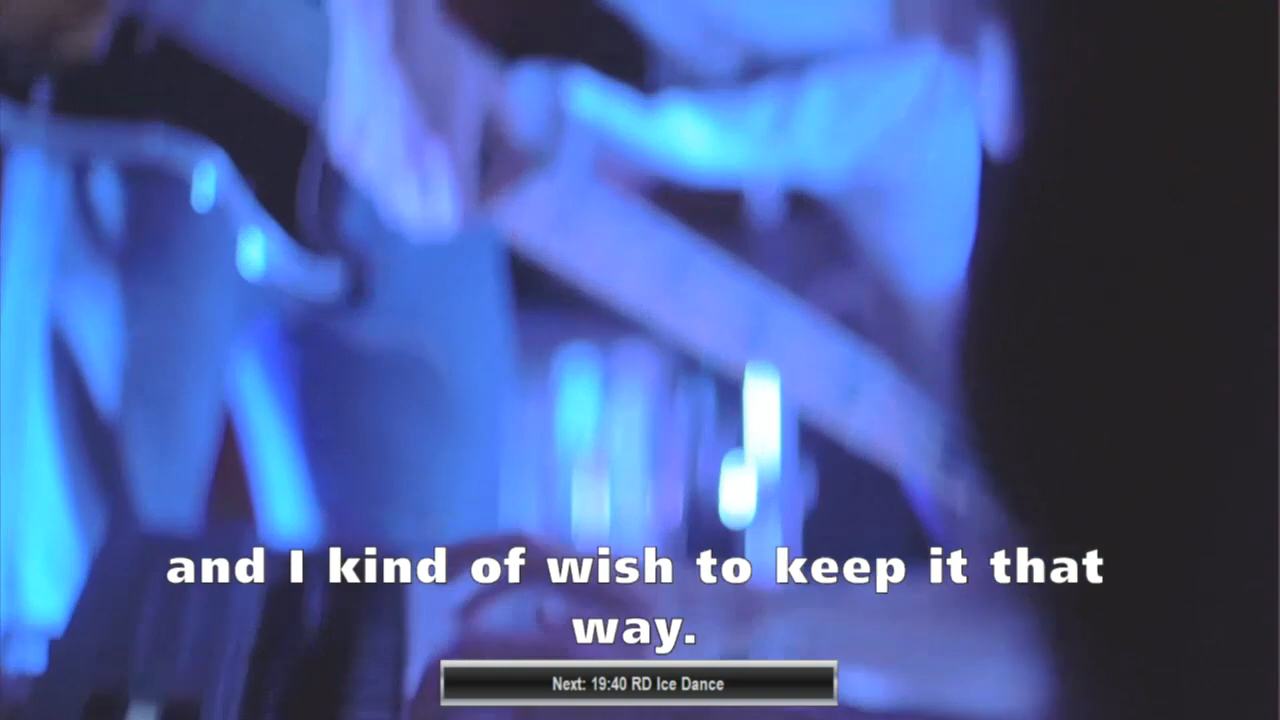 and I kind of wish to keep it that
way.
Next: 19:40 RD Ice Dance